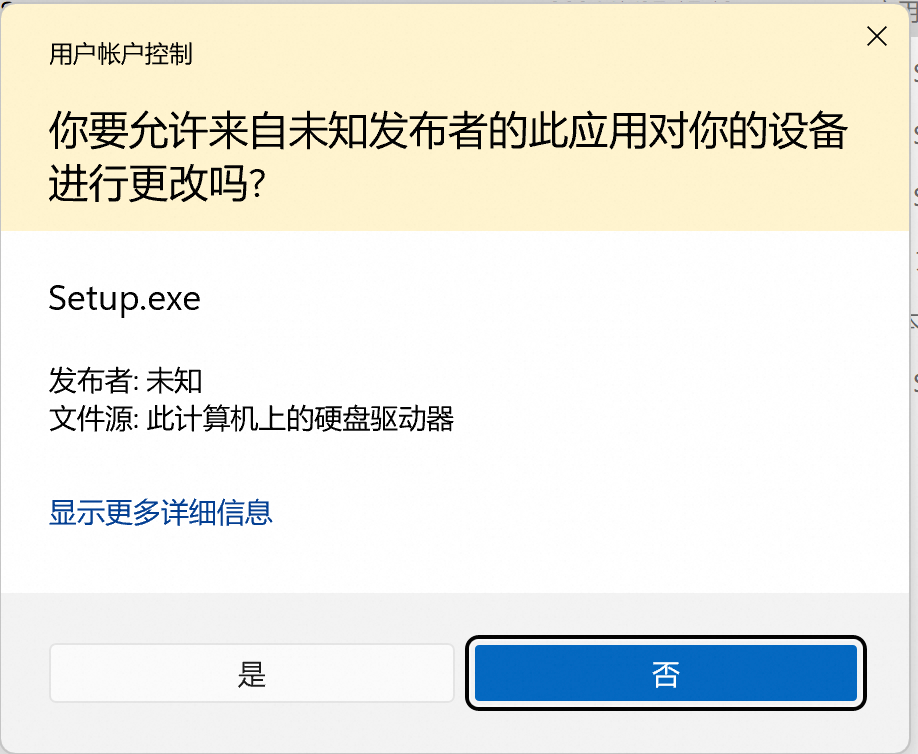 用户帐户控制
你要允许来自未知发布者的此应用对你的设备
进行更改吗?
Setup.exe
发布者: 未知
文件源: 此计算机上的硬盘驱动器
显示更多详细信息
是
否